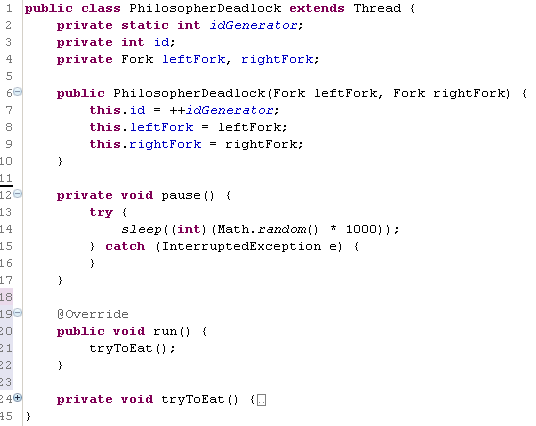 1 public class PhilosopherDeadlock extends Thread {
2     private static int idGenerator;
3     private int id;
4     private Fork leftFork, rightFork;
5
6     public PhilosopherDeadlock(Fork leftFork, Fork rightFork) {
7         this.id = ++idGenerator;
8         this.leftFork = leftFork;
9         this.rightFork = rightFork;
10     }
11
12     private void pause() {
13         try {
14             sleep((int)(Math.random() * 1000));
15         } catch (InterruptedException e) {
16         }
17     }
18
19     @Override
20     public void run() {
21         tryToEat();
22     }
23
24     private void tryToEat() {
45 }